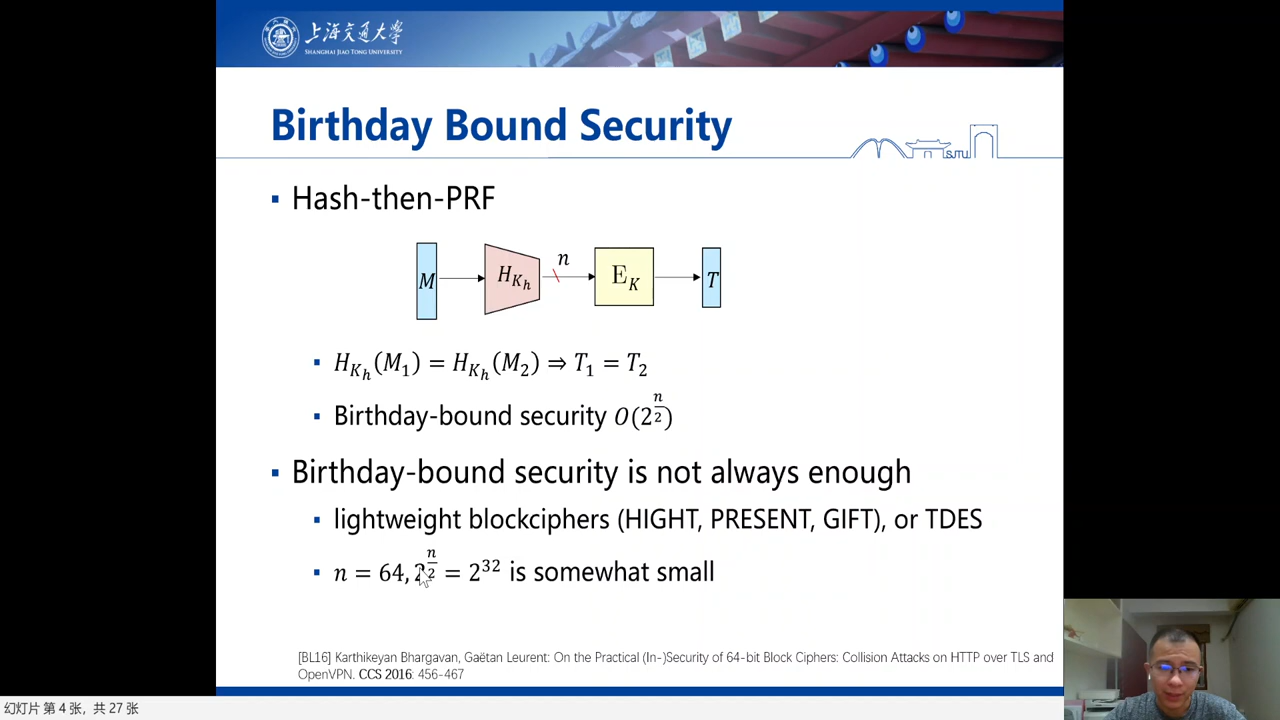 上海交通大学
SHANGHAI JIAO TONG UNIVERSITY
Birthday Bound Security
SJTU
▪ Hash-then-PRF
M H_{K_h} n E_K T
▪ H_{K_h}(M_1) = H_{K_h}(M_2) ⇒ T_1 = T_2
▪ Birthday-bound security O(2^{n/2})
▪ Birthday-bound security is not always enough
▪ lightweight blockciphers (HIGHT, PRESENT, GIFT), or TDES
▪ n = 64, 2^{n/2} = 2^{32} is somewhat small
[BL16] Karthikeyan Bhargavan, Gaëtan Leurent: On the Practical (In-)Security of 64-bit Block Ciphers: Collision Attacks on HTTP over TLS and
OpenVPN. CCS 2016: 456-467
幻灯片 第 4 张，共 27 张